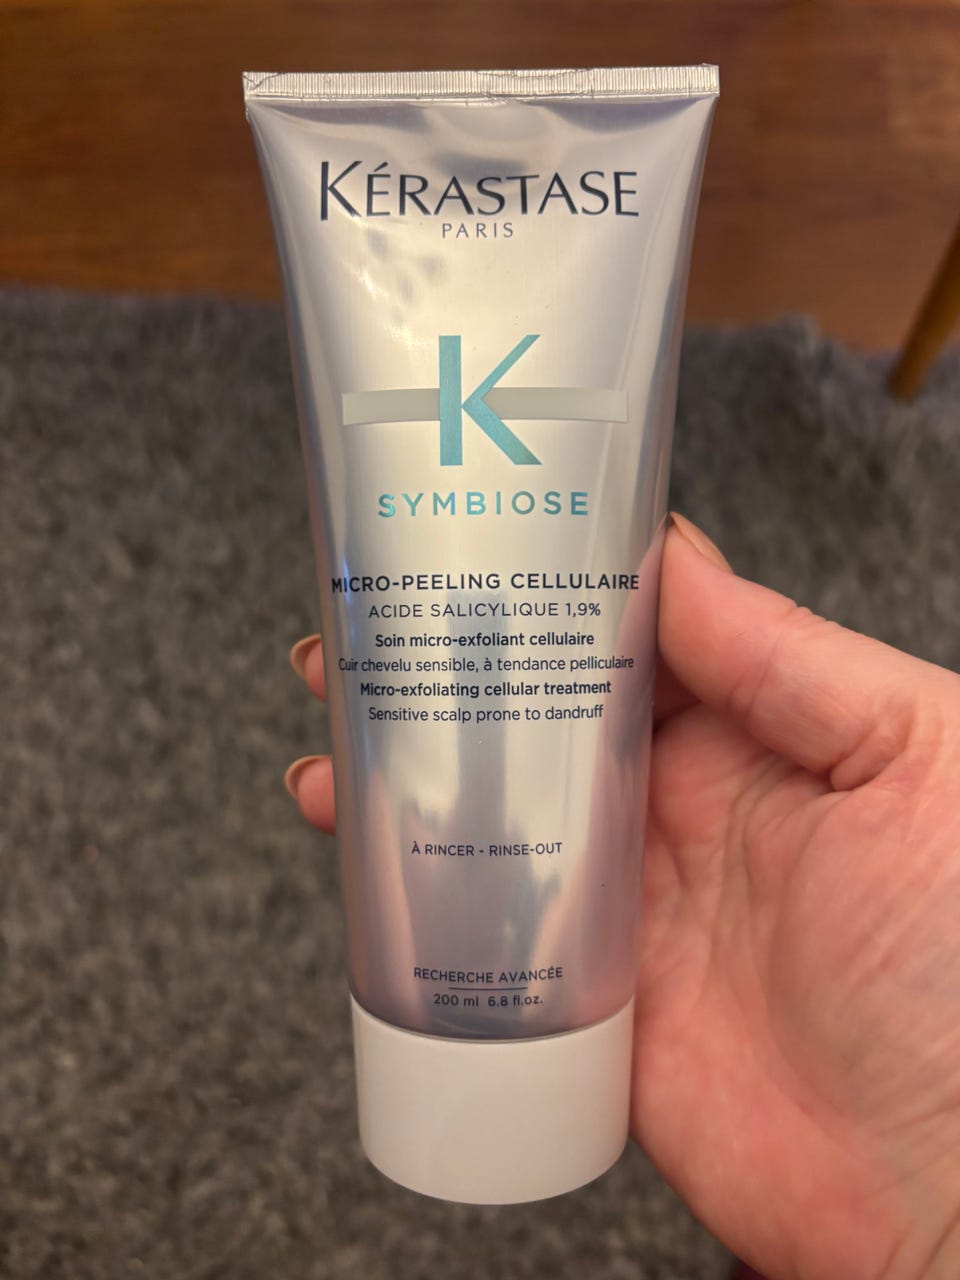 KÉRASTASE
PARIS
K
SYMBIOSE
MICRO-PEELING CELLULAIRE
ACIDE SALICYLIQUE 1,9%
Soin micro-exfoliant cellulaire
Cuir chevelu sensible, à tendance pelliculaire
Micro-exfoliating cellular treatment
Sensitive scalp prone to dandruff
À RINCER - RINSE-OUT
RECHERCHE AVANCÉE
200 ml 6.8 fl.oz.